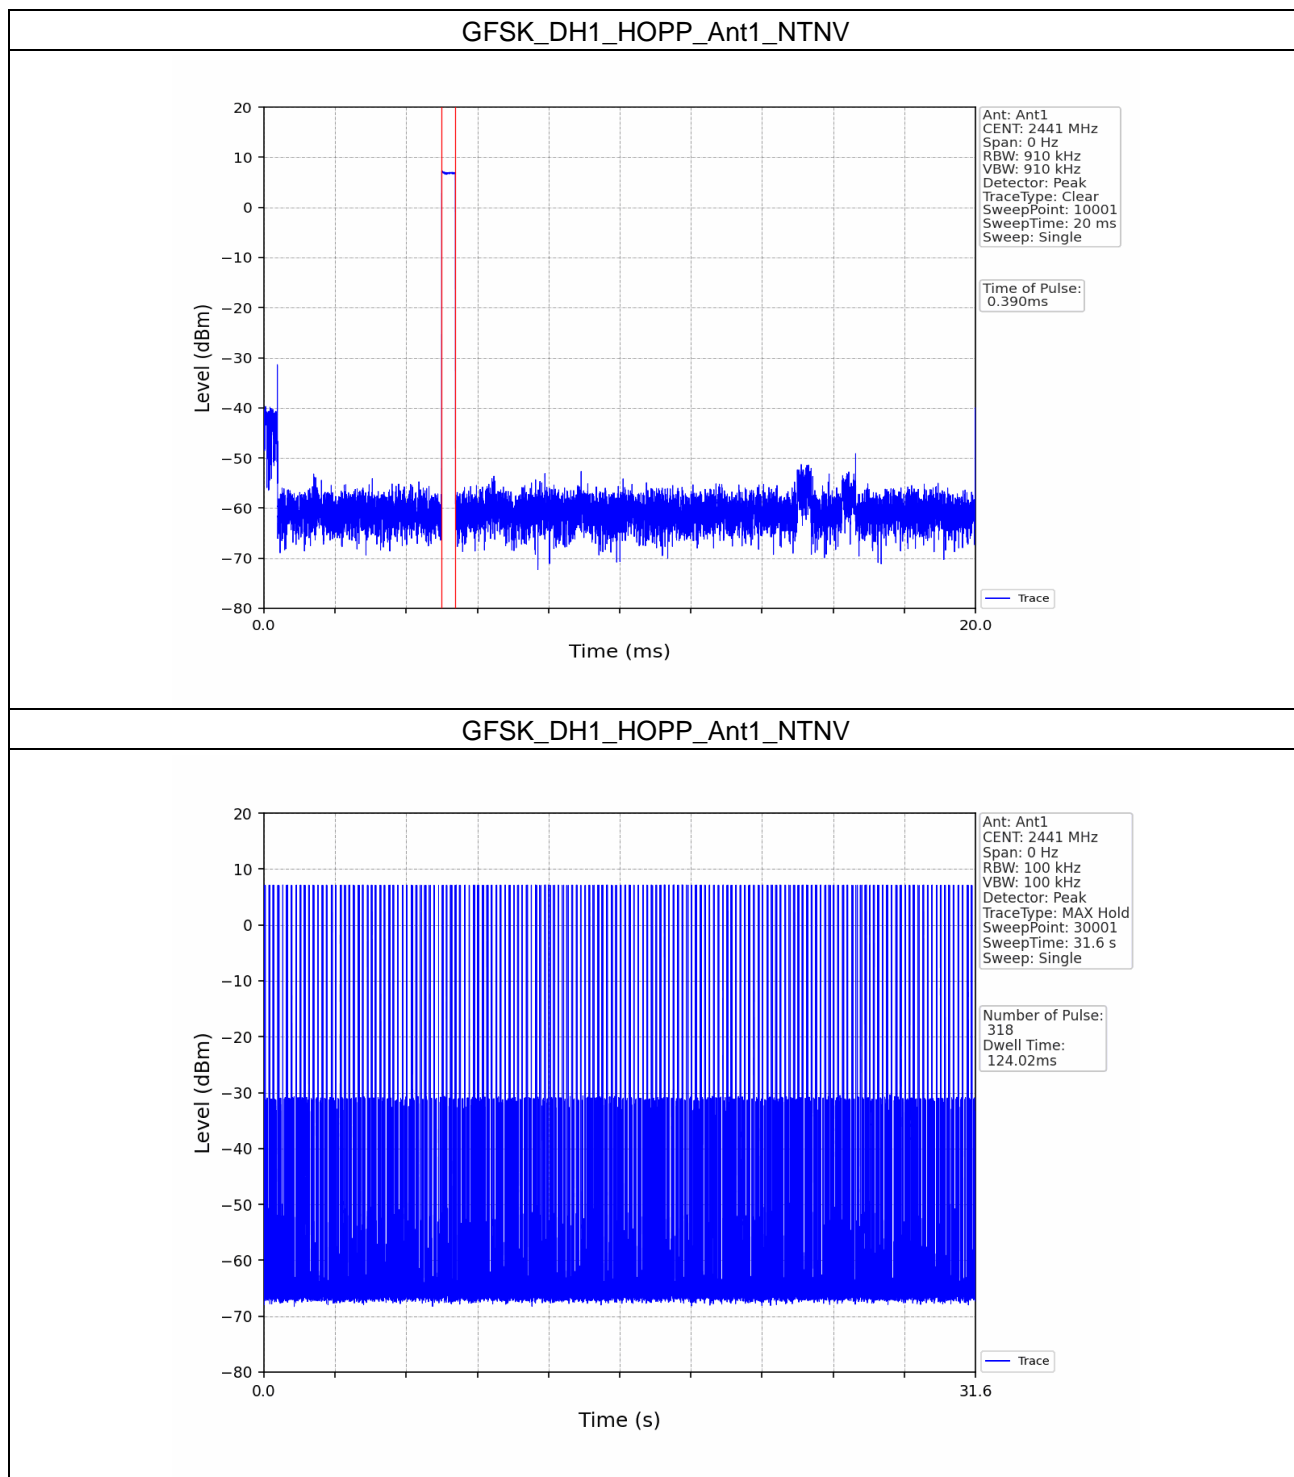 GFSK_DH1_HOPP_Ant1_NTNV
20
10
0
−10
−20
−30
−40
−50
−60
−70
−80
Level (dBm)
0.0
20.0
Time (ms)
Ant: Ant1
CENT: 2441 MHz
Span: 0 Hz
RBW: 910 kHz
VBW: 910 kHz
Detector: Peak
TraceType: Clear
SweepPoint: 10001
SweepTime: 20 ms
Sweep: Single
Time of Pulse:
0.390ms
Trace
GFSK_DH1_HOPP_Ant1_NTNV
20
10
0
−10
−20
−30
−40
−50
−60
−70
−80
Level (dBm)
0.0
31.6
Time (s)
Ant: Ant1
CENT: 2441 MHz
Span: 0 Hz
RBW: 100 kHz
VBW: 100 kHz
Detector: Peak
TraceType: MAX Hold
SweepPoint: 30001
SweepTime: 31.6 s
Sweep: Single
Number of Pulse:
318
Dwell Time:
124.02ms
Trace